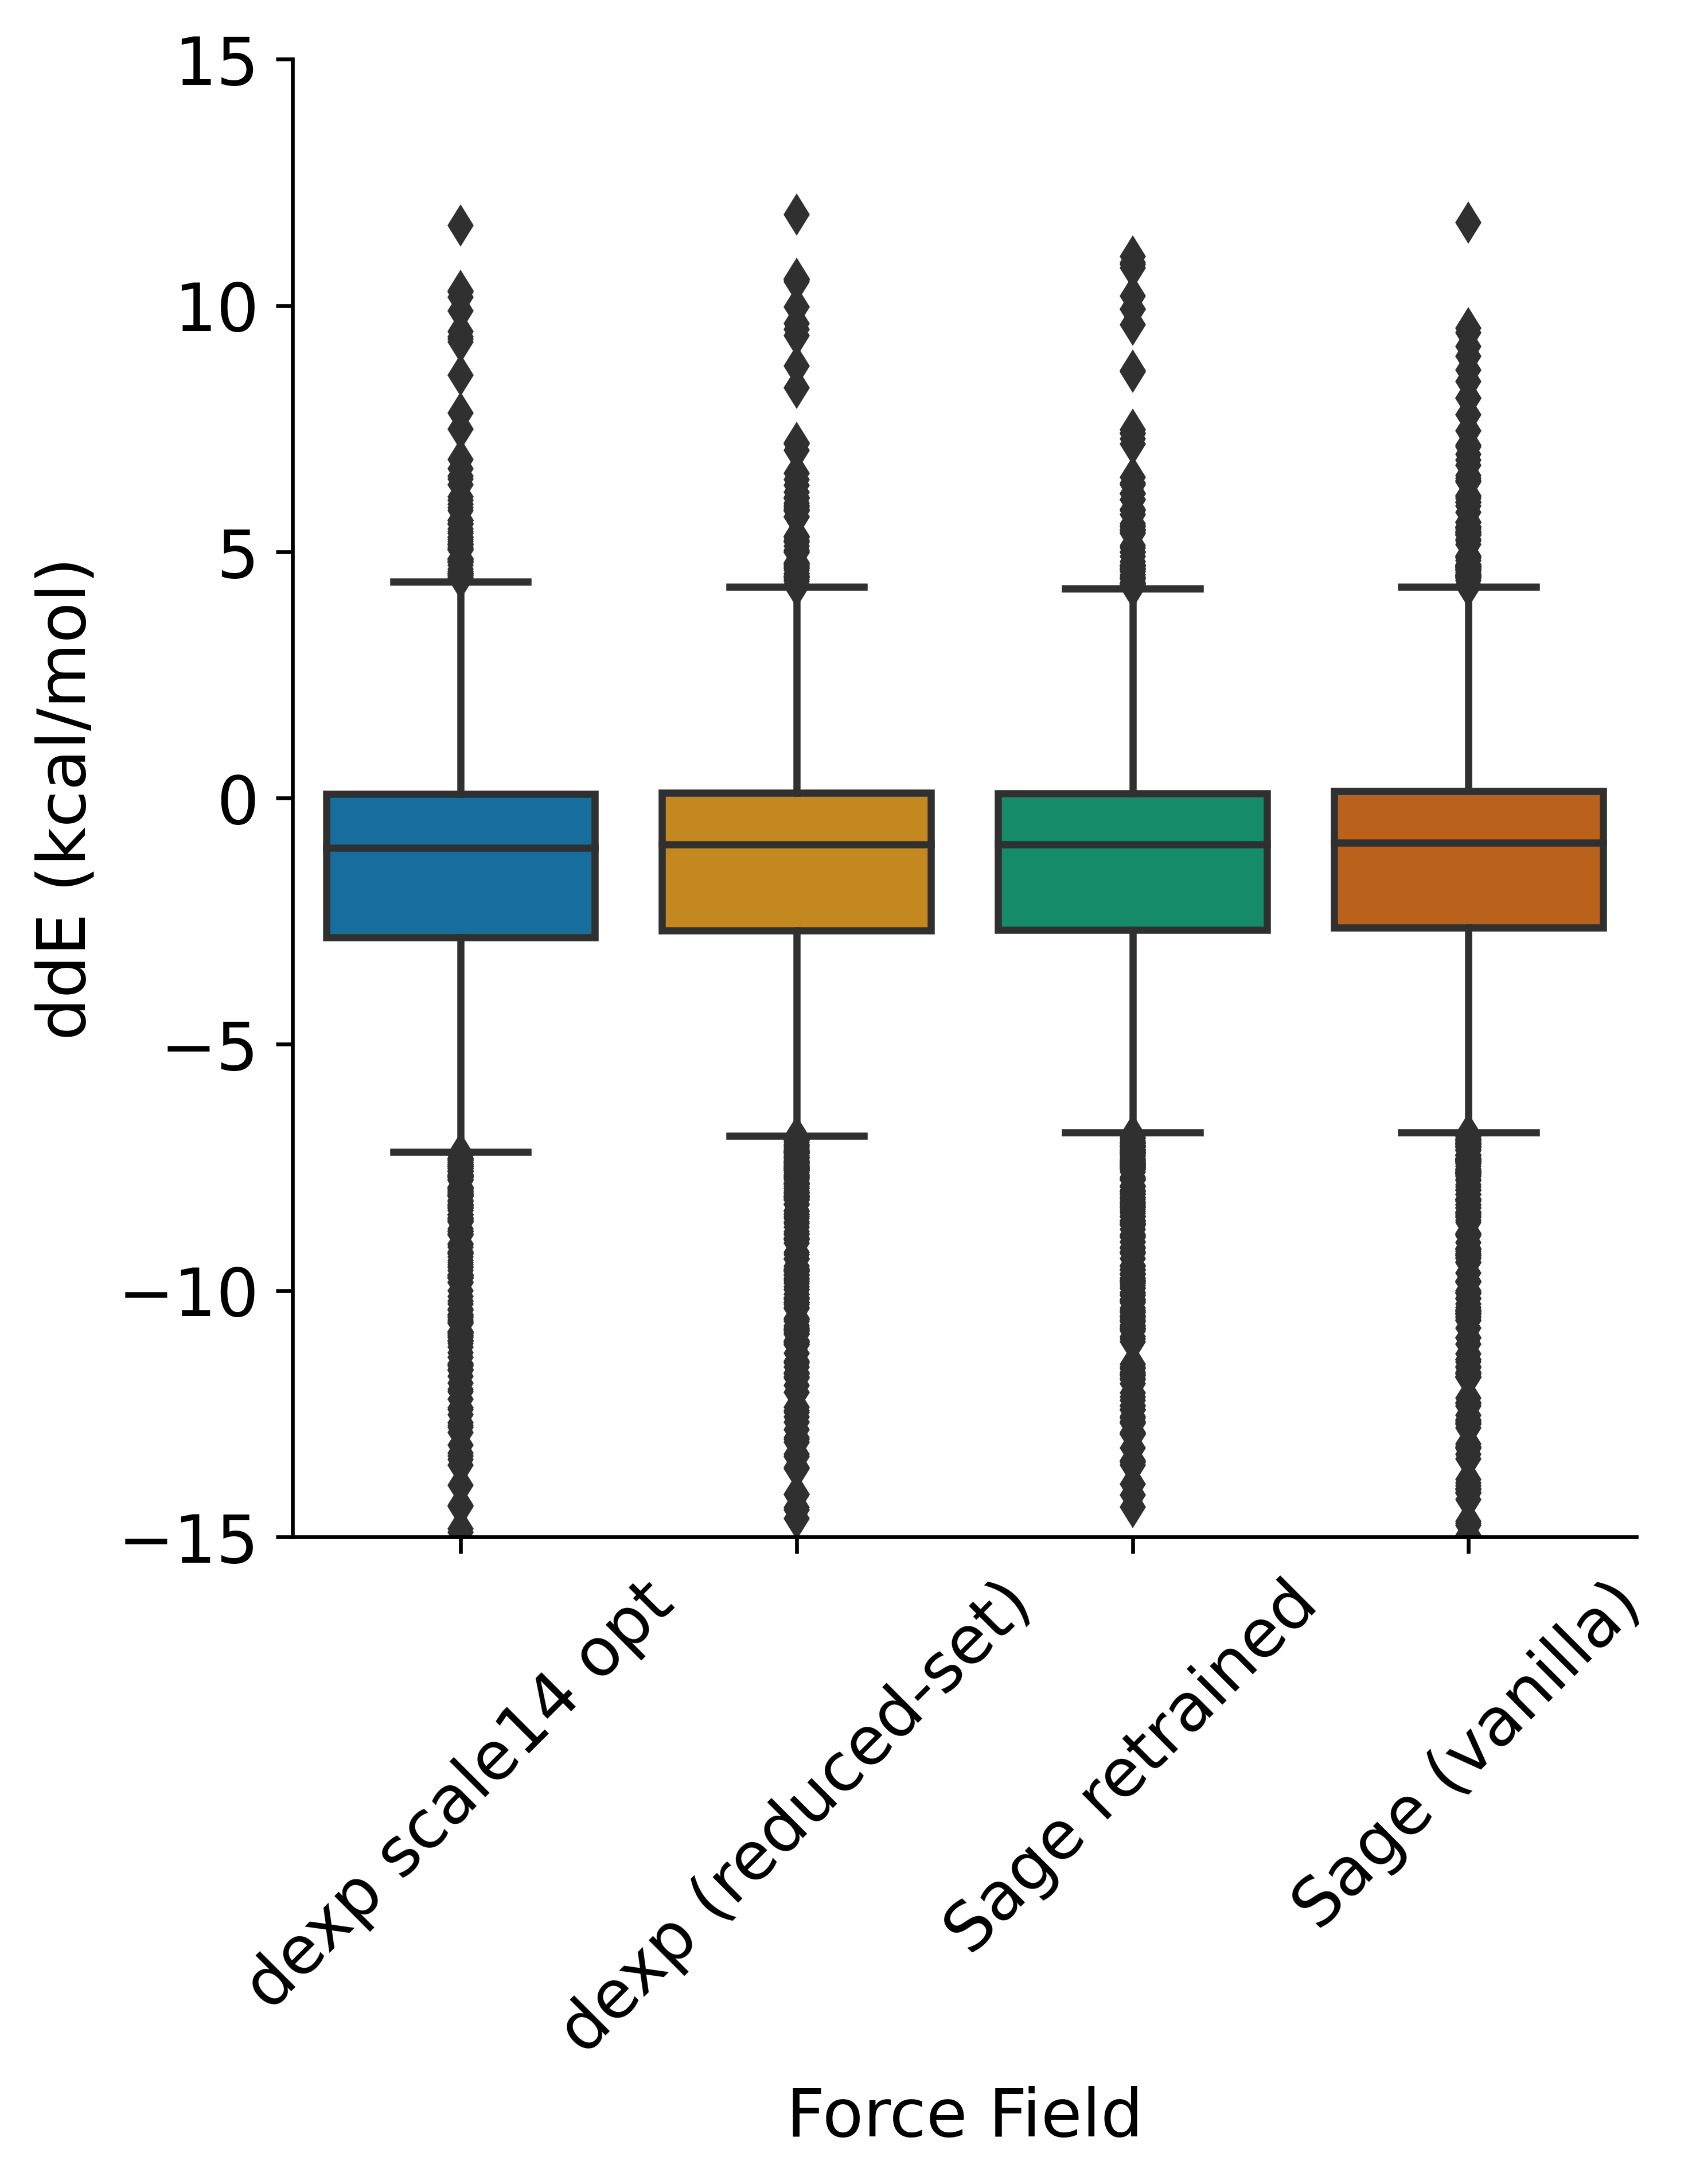 15
10
5
0
−5
−10
−15
ddE (kcal/mol)
dexp scale14 opt
dexp (reduced-set)
Sage retrained
Sage (vanilla)
Force Field